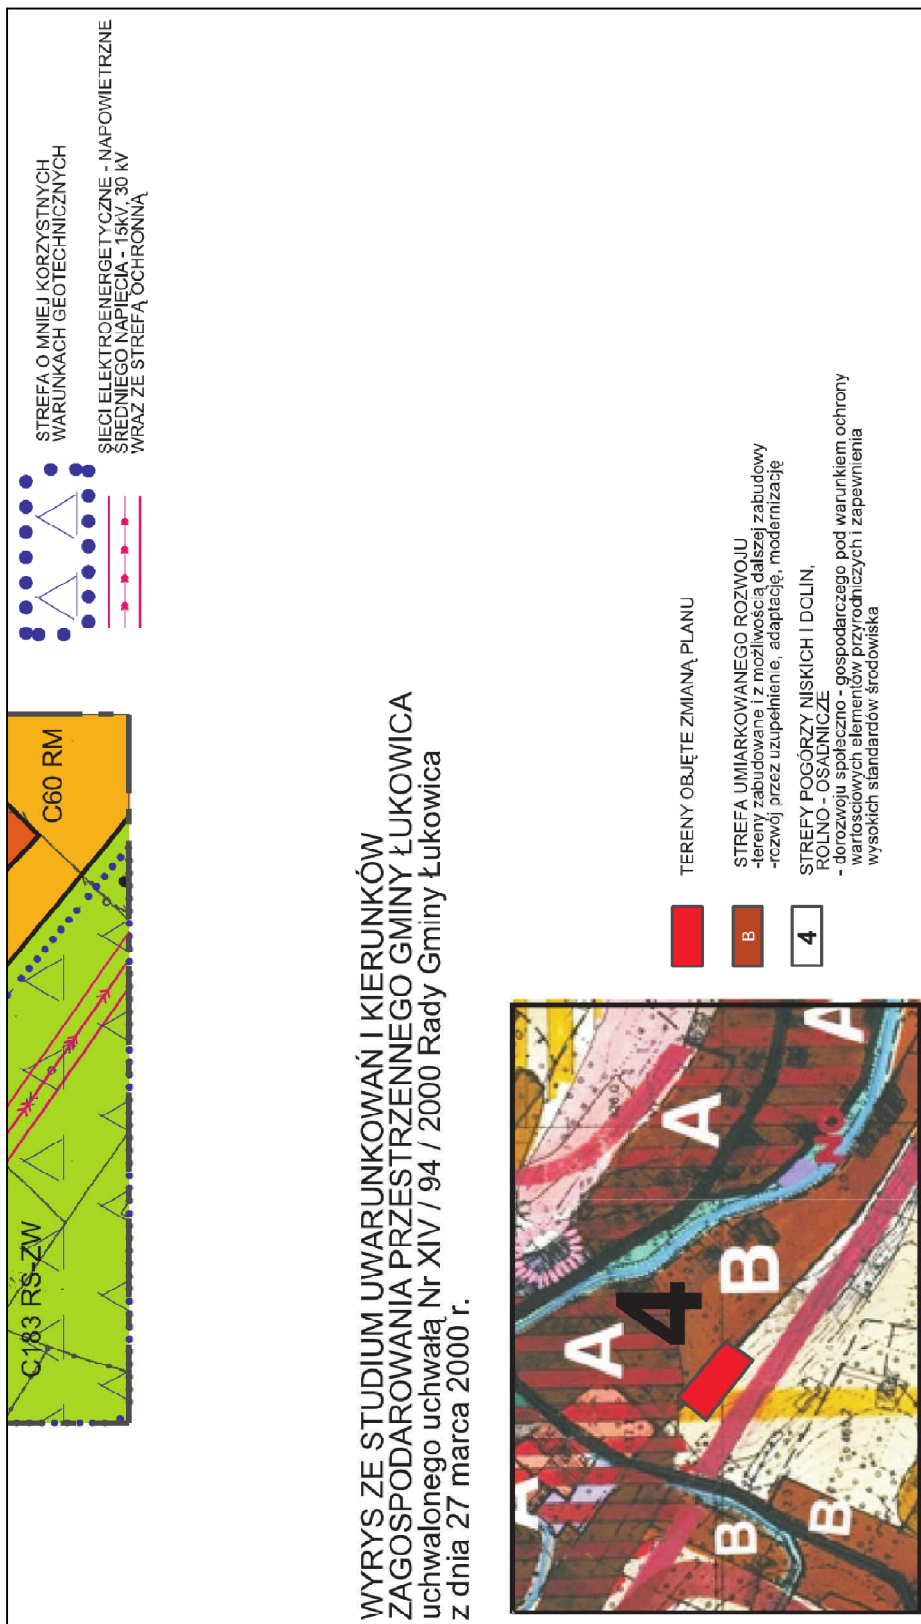 C183 RS-ZW
C60 RM
STREFA O MNIEJ KORZYSTNYCH
WARUNKACH GEOTECHNICZNYCH
SIECI ELEKTROENERGETYCZNE - NAPOWIETRZNE
ŚREDNIEGO NAPIĘCIA - 15kV, 30 kV
WRAZ ZE STREFĄ OCHRONNĄ
WYRYS ZE STUDIUM UWARUNKOWAŃ I KIERUNKÓW
ZAGOSPODAROWANIA PRZESTRZENNEGO GMINY ŁUKOWICA
uchwalonego uchwałą Nr XIV / 94 / 2000 Rady Gminy Łukowica
z dnia 27 marca 2000 r.
A
A
A
A
4
B
B
B
TERENY OBJĘTE ZMIANĄ PLANU
B
STREFA UMIARKOWANEGO ROZWOJU
-tereny zabudowane i z możliwością dalszej zabudowy
-rozwój przez uzupełnienie, adaptację, modernizację
4
STREFY POGÓRZY NISKICH I DOLIN,
ROLNO - OSADNICZE
- dorozwoju społeczno - gospodarczego pod warunkiem ochrony
wartościowych elementów przyrodniczych i zapewnienia
wysokich standardów środowiska